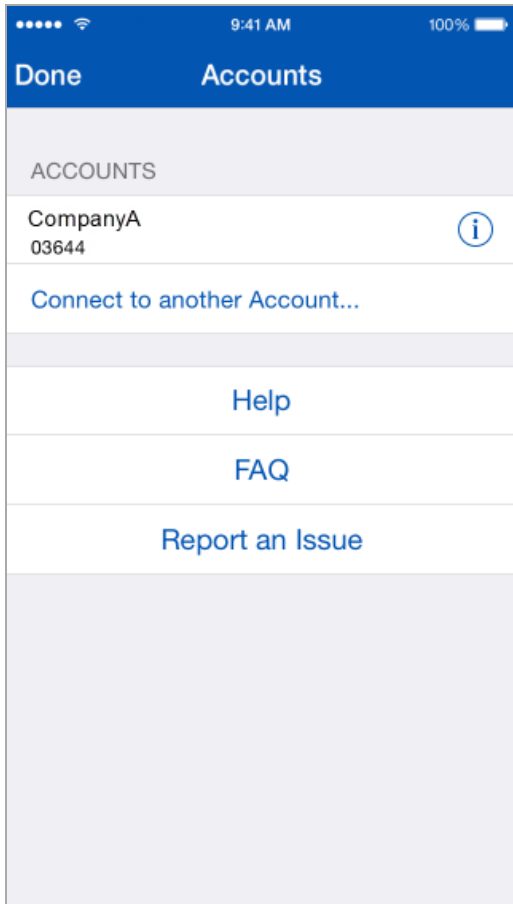 9:41 AM 100%
Done Accounts
ACCOUNTS
CompanyA
03644
i
Connect to another Account...
Help
FAQ
Report an Issue